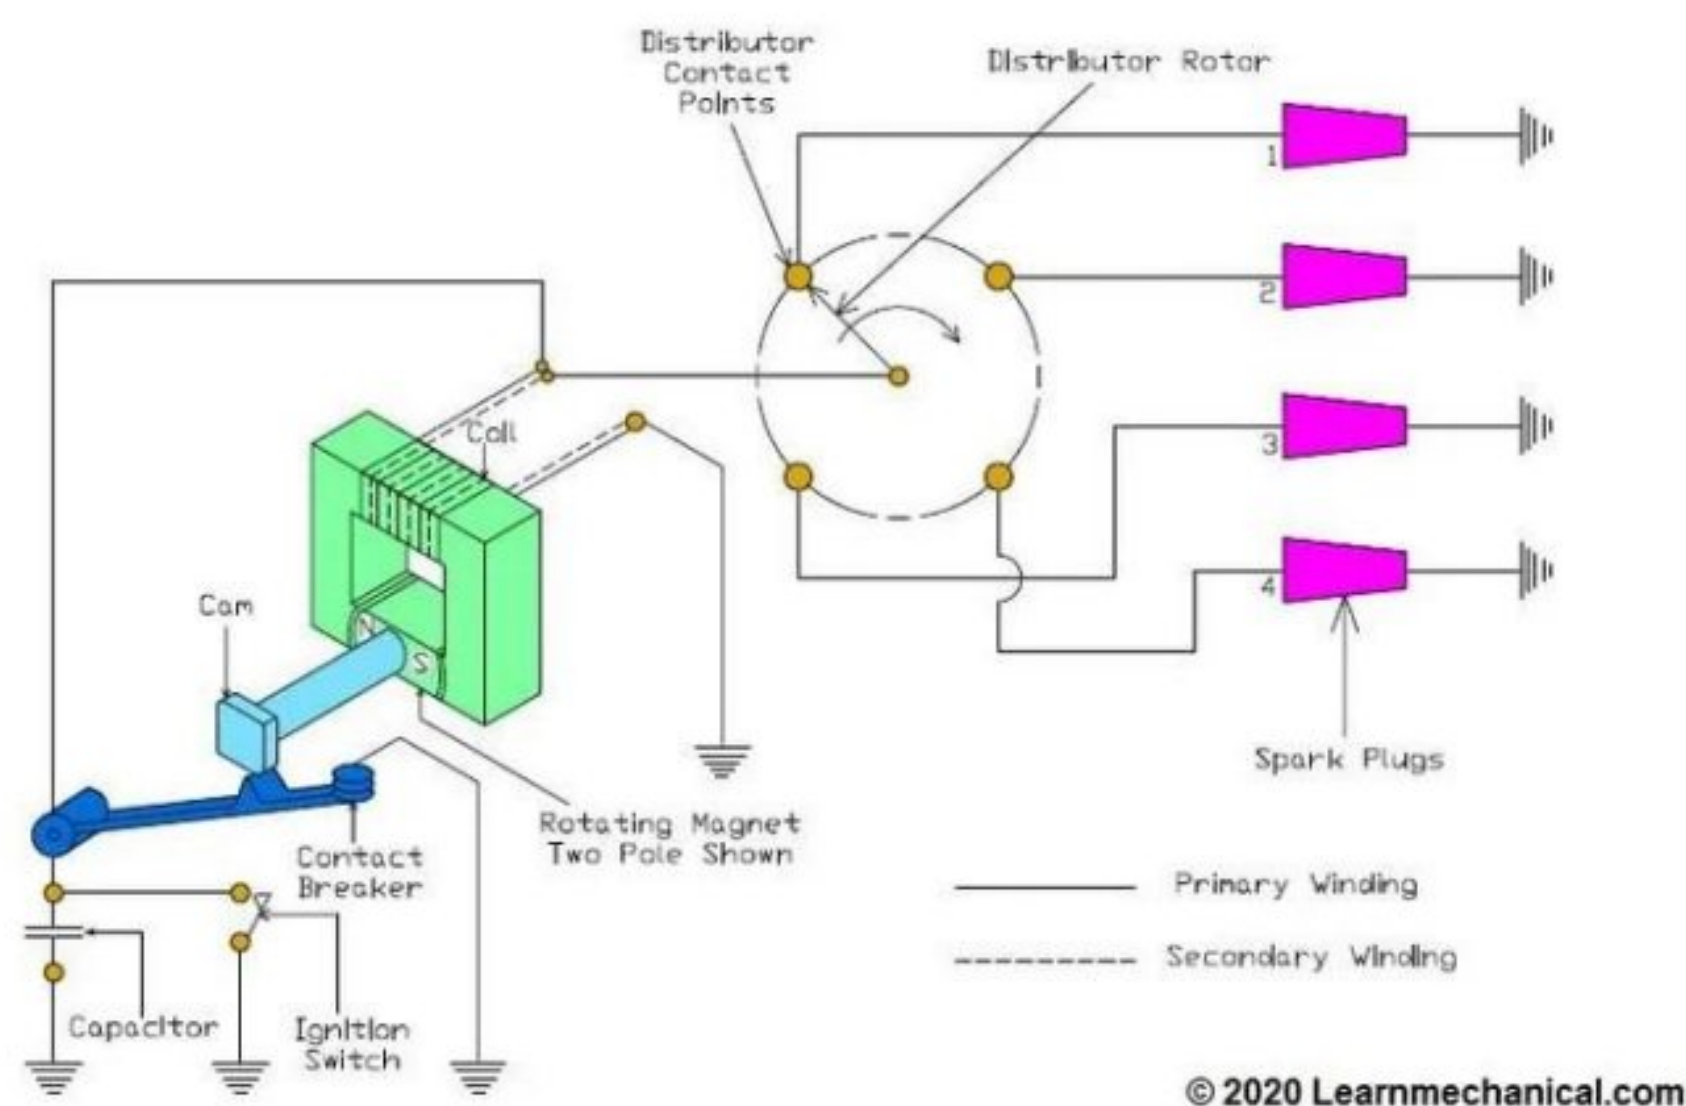 Distributor
Contact
Points
Distributor Rotor
1
2
3
4
Coil
Cam
N
S
Spark Plugs
Rotating Magnet
Two Pole Shown
Contact
Breaker
Primary Winding
Secondary Winding
Capacitor
Ignition
Switch
© 2020 Learnmechanical.com